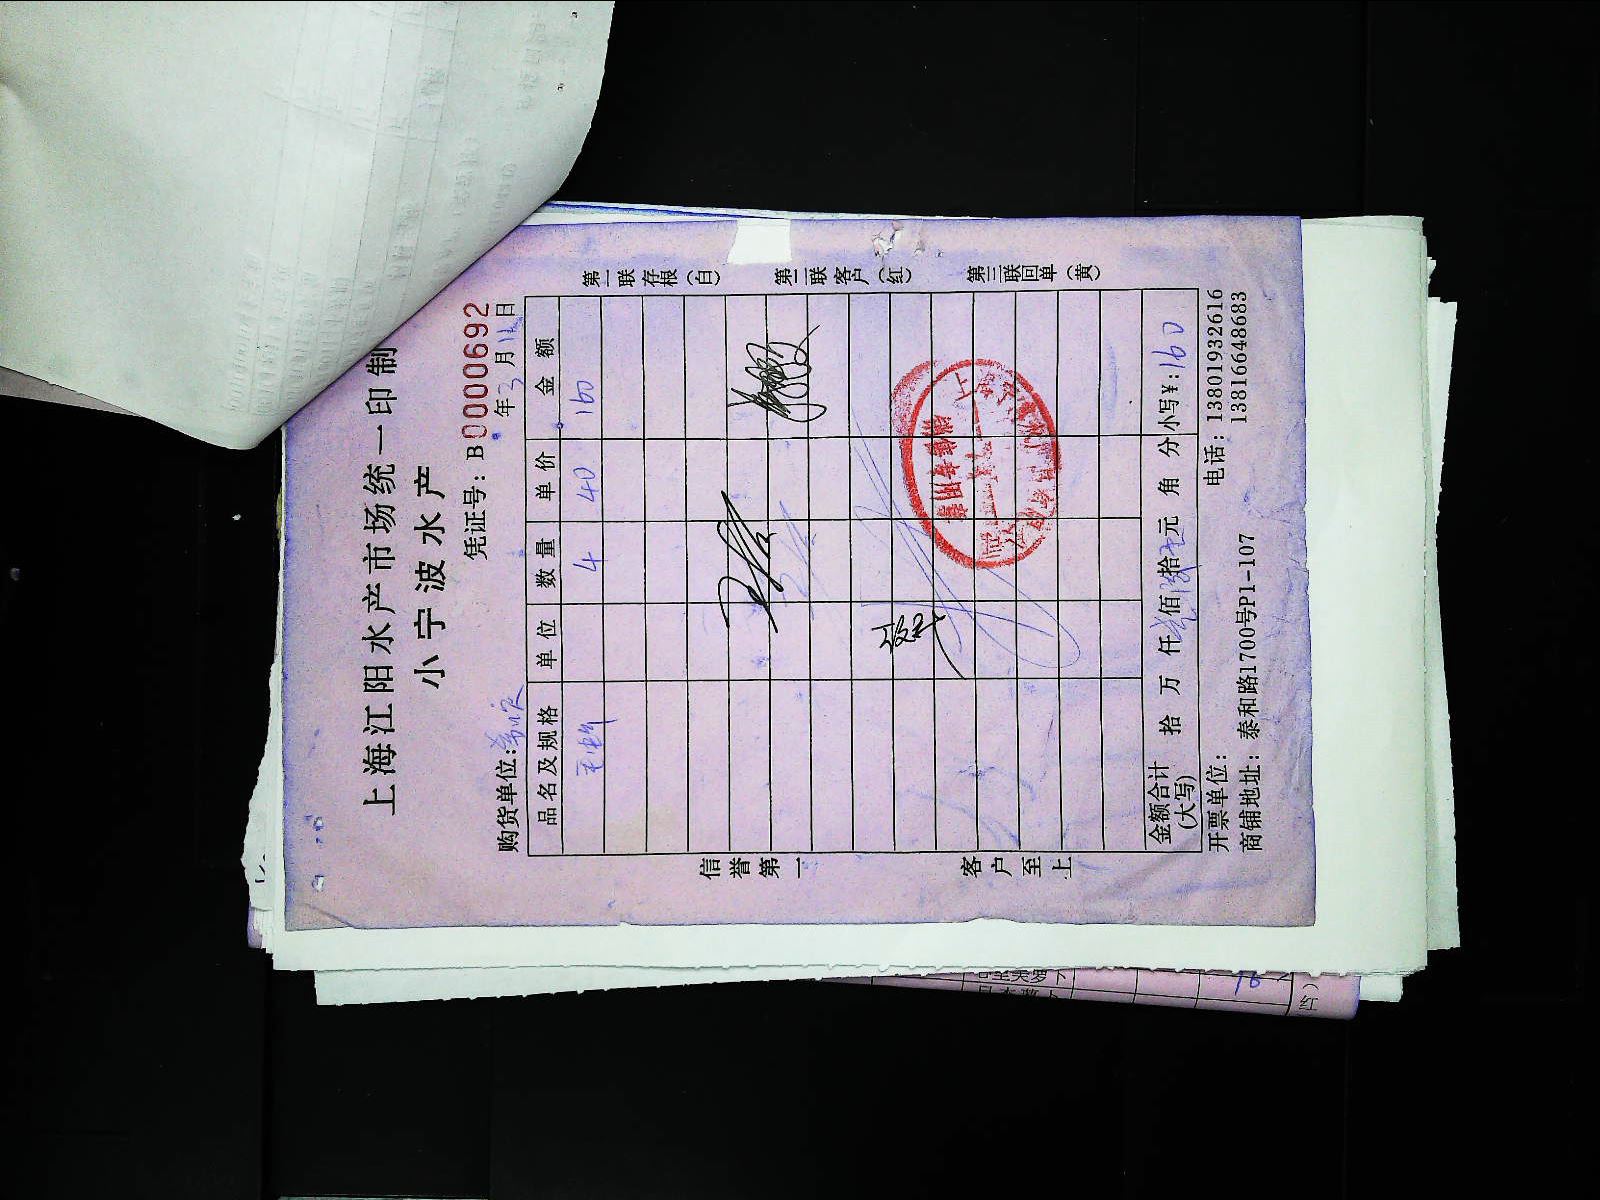 上海江阳水产市场统一印制
小宁波水产
凭证号：B0000692
购货单位：
年3月 日
品名及规格 单位 数量 单价 金额
4 40 160
信誉第一
客户至上
第一联存根（白）
第二联客户（红）
第三联回单（黄）
金额合计（大写） 拾 万 仟 佰 拾 元 角 分 小写¥：160
开票单位：
电话：13801932616
13816648683
商铺地址：泰和路1700号P1-107